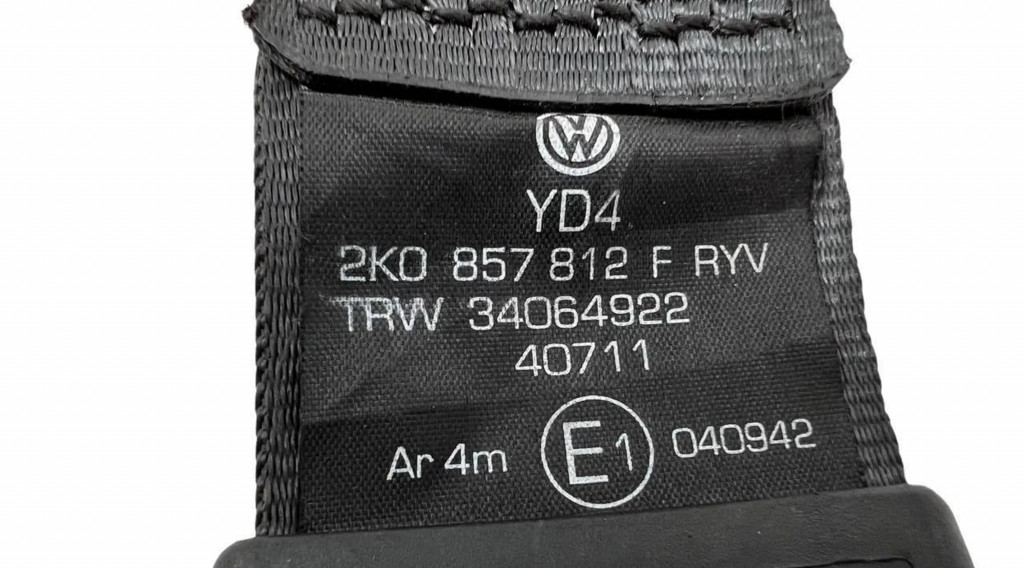 YD4
2K0 857 812 F RYV
TRW 34064922
40711
Ar 4m E1 040942